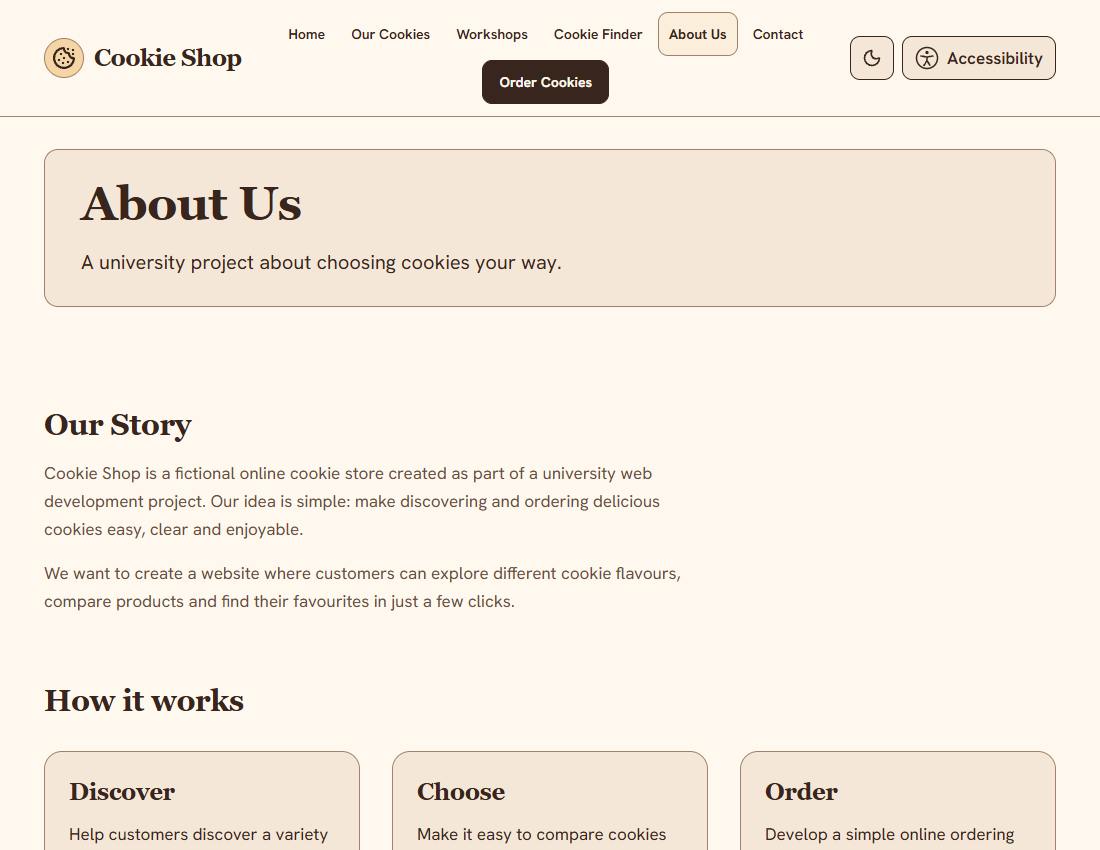 Cookie Shop
Home
Our Cookies
Workshops
Cookie Finder
About Us
Contact
Order Cookies
Accessibility
About Us
A university project about choosing cookies your way.
Our Story
Cookie Shop is a fictional online cookie store created as part of a university web
development project. Our idea is simple: make discovering and ordering delicious
cookies easy, clear and enjoyable.
We want to create a website where customers can explore different cookie flavours,
compare products and find their favourites in just a few clicks.
How it works
Discover
Help customers discover a variety
Choose
Make it easy to compare cookies
Order
Develop a simple online ordering